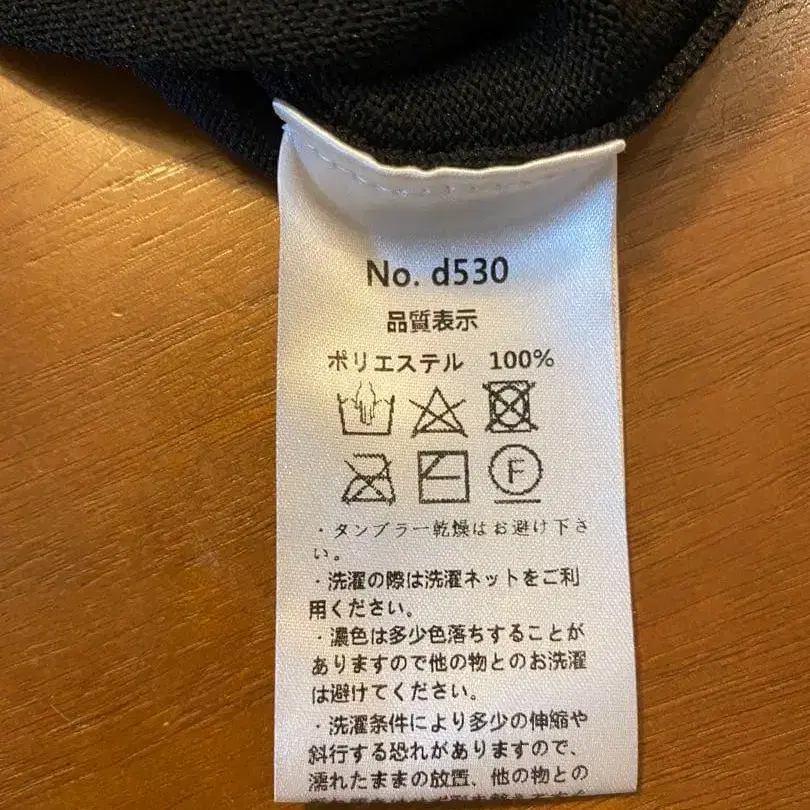 No. d530
品質表示
ポリエステル 100%
F
・タンブラー乾燥はお避け下さ
い。
・洗濯の際は洗濯ネットをご利
用ください。
・濃色は多少色落ちすることが
ありますので他の物とのお洗濯
は避けてください。
・洗濯条件により多少の伸縮や
斜行する恐れがありますので、
濡れたままの放置、他の物との